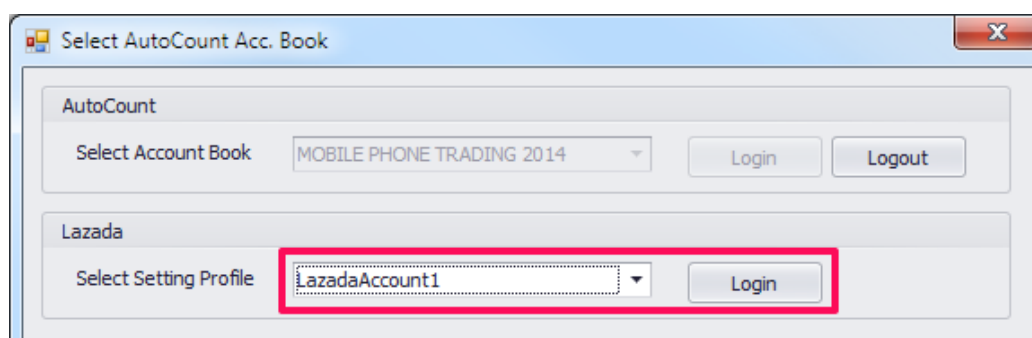 Select AutoCount Acc. Book
AutoCount
Select Account Book MOBILE PHONE TRADING 2014 Login Logout
Lazada
Select Setting Profile LazadaAccount1 Login